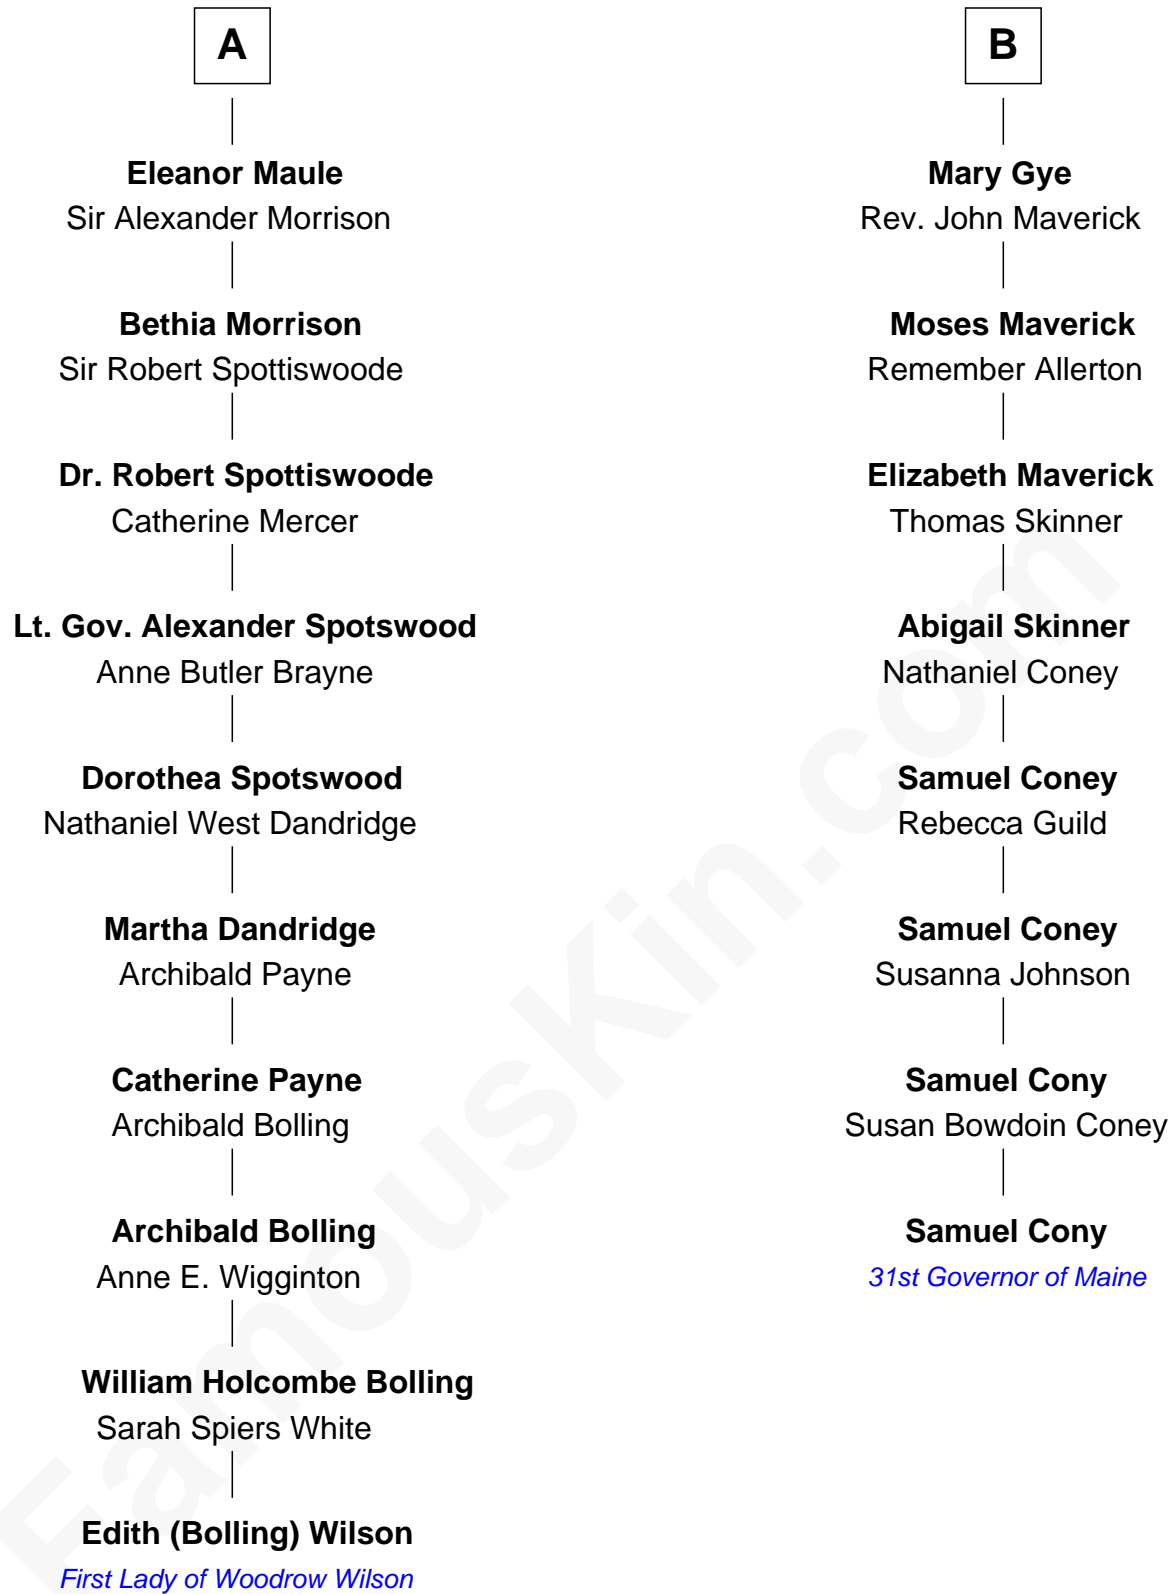 A
Eleanor Maule
Sir Alexander Morrison
Bethia Morrison
Sir Robert Spottiswoode
Dr. Robert Spottiswoode
Catherine Mercer
Lt. Gov. Alexander Spotswood
Anne Butler Brayne
Dorothea Spotswood
Nathaniel West Dandridge
Martha Dandridge
Archibald Payne
Catherine Payne
Archibald Bolling
Archibald Bolling
Anne E. Wigginton
William Holcombe Bolling
Sarah Spiers White
Edith (Bolling) Wilson
First Lady of Woodrow Wilson
B
Mary Gye
Rev. John Maverick
Moses Maverick
Remember Allerton
Elizabeth Maverick
Thomas Skinner
Abigail Skinner
Nathaniel Coney
Samuel Coney
Rebecca Guild
Samuel Coney
Susanna Johnson
Samuel Cony
Susan Bowdoin Coney
Samuel Cony
31st Governor of Maine
FamousKin.com